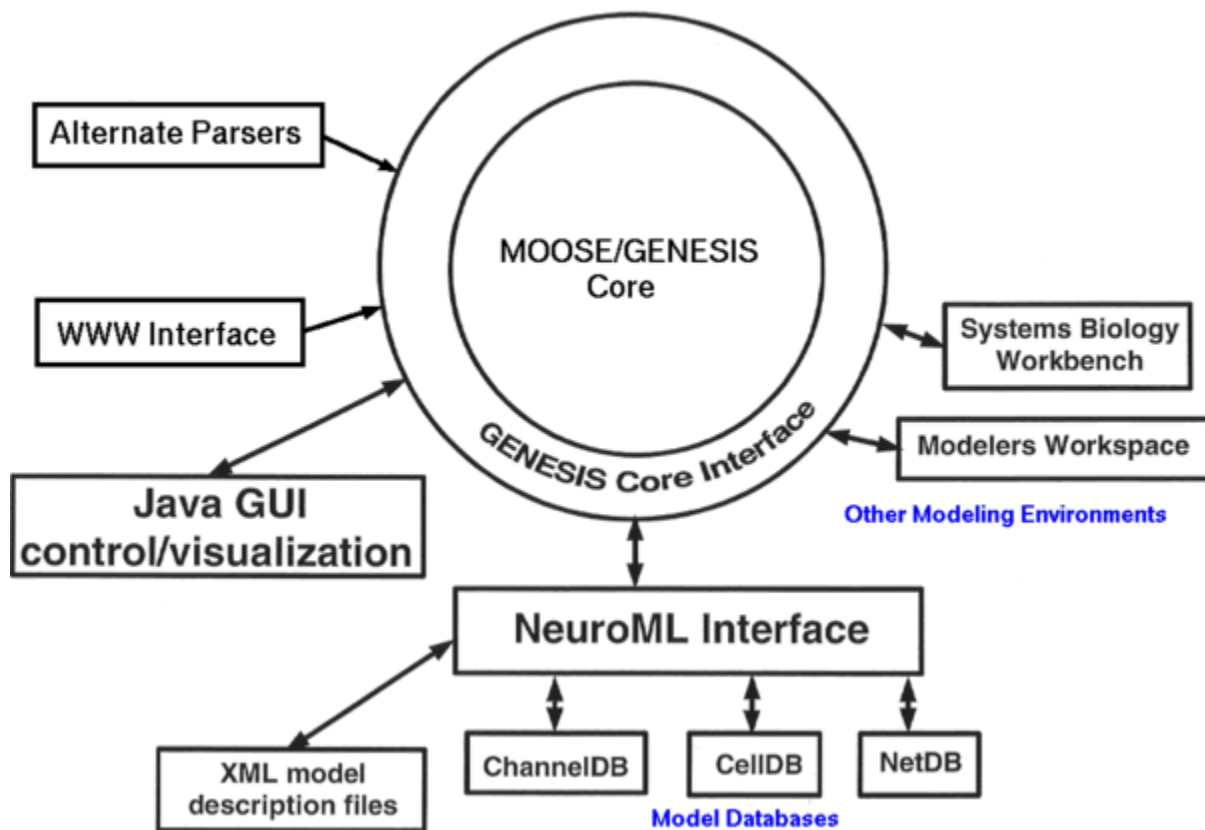 Alternate Parsers
MOOSE/GENESIS
Core
WWW Interface
Systems Biology
Workbench
GENESIS Core Interface
Modelers Workspace
Java GUI
control/visualization
Other Modeling Environments
NeuroML Interface
XML model
description files
ChannelDB
CellDB
NetDB
Model Databases